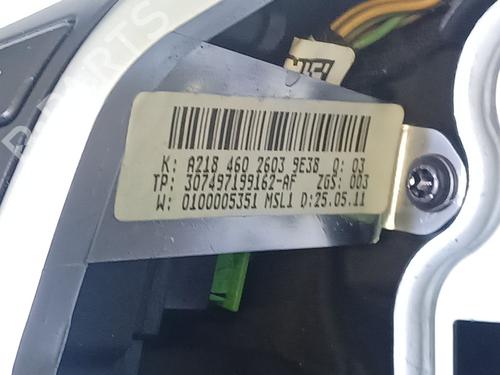 K: A218 460 2603 9E38 Q: 03
TP: 307497199162-AF ZGS: 003
W: 0100005351 MSL1 D:25.05.11